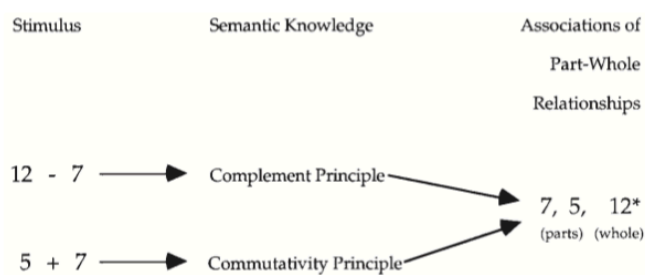 Stimulus Semantic Knowledge Associations of
Part-Whole
Relationships
12 - 7 Complement Principle
7, 5, 12*
(parts) (whole)
5 + 7 Commutativity Principle